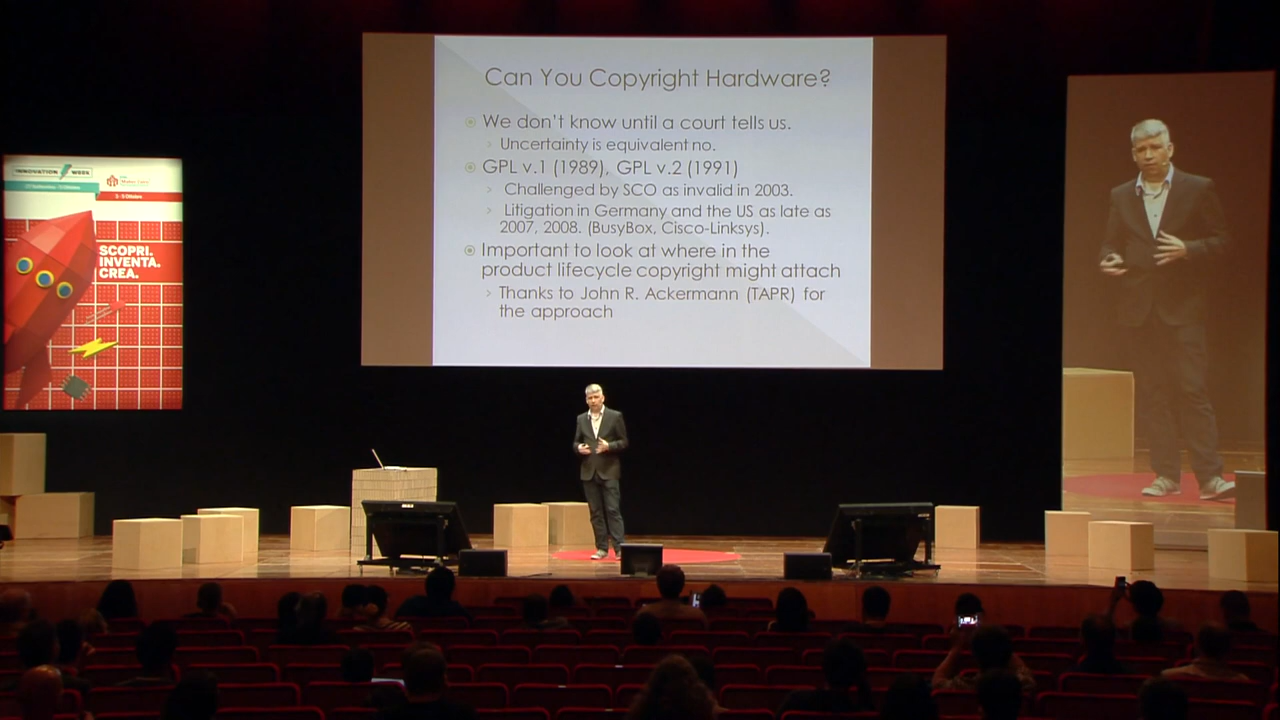 Can You Copyright Hardware?
We don't know until a court tells us.
Uncertainty is equivalent no.
GPL v.1 (1989), GPL v.2 (1991)
Challenged by SCO as invalid in 2003.
Litigation in Germany and the US as late as
2007, 2008. (BusyBox, Cisco-Linksys).
Important to look at where in the
product lifecycle copyright might attach
Thanks to John R. Ackermann (TAPR) for
the approach
INNOVATION WEEK
SCOPRI.
INVENTA.
CREA.